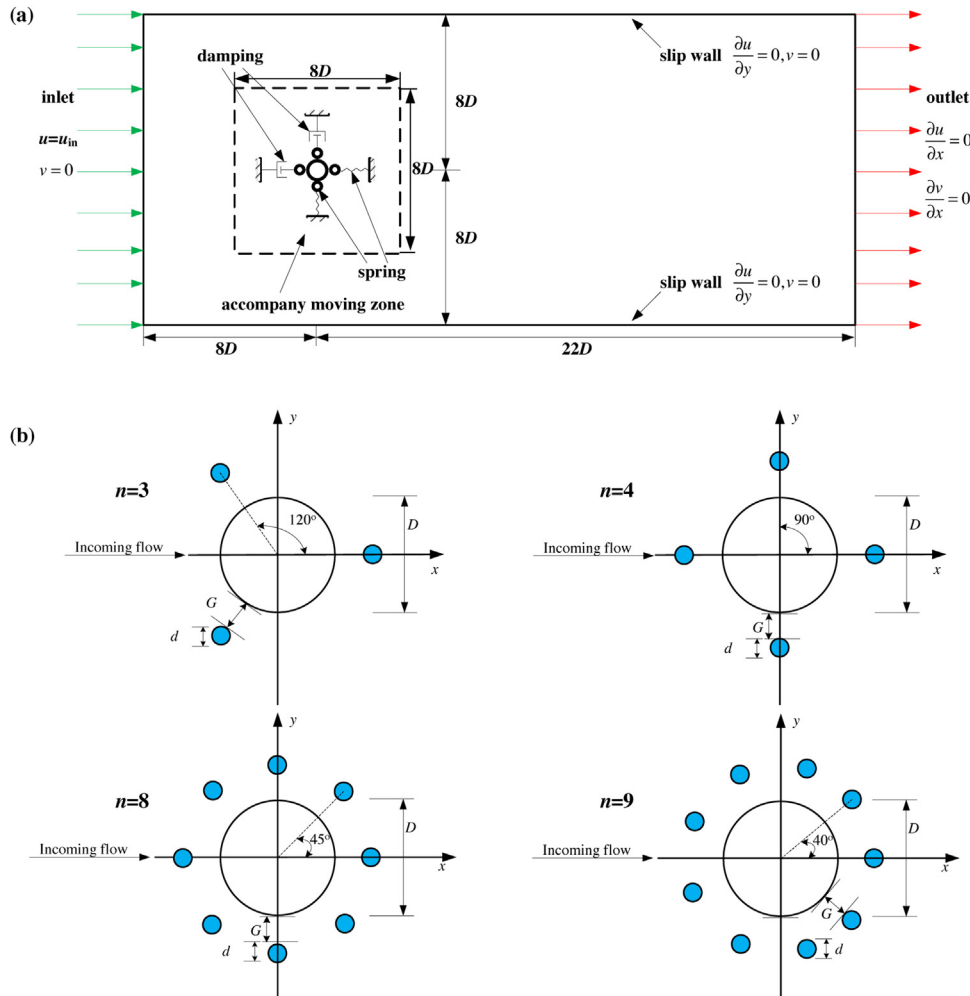 (a)
damping
8D
slip wall ∂u/∂y=0,v=0
inlet
8D
outlet
u=u_in
∂u/∂x=0
v=0
8D
∂v/∂x=0
8D
spring
accompany moving zone
slip wall ∂u/∂y=0,v=0
8D
22D
(b)
y
y
n=3
n=4
120°
D
90°
D
Incoming flow
x
Incoming flow
x
G
G
d
d
y
y
n=8
n=9
45°
D
40°
D
Incoming flow
x
Incoming flow
x
G
G
d
d